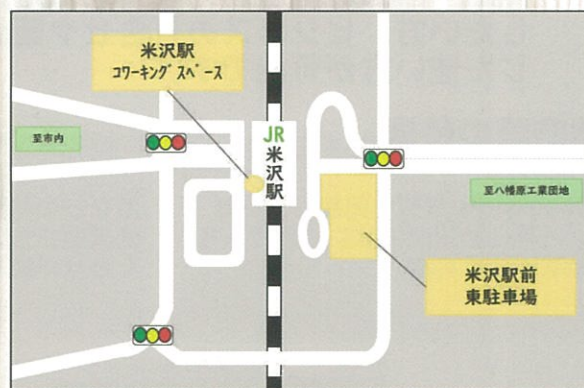 米沢駅
コワーキングスペース
至市内
JR
米沢駅
至八幡原工業団地
米沢駅前
東駐車場